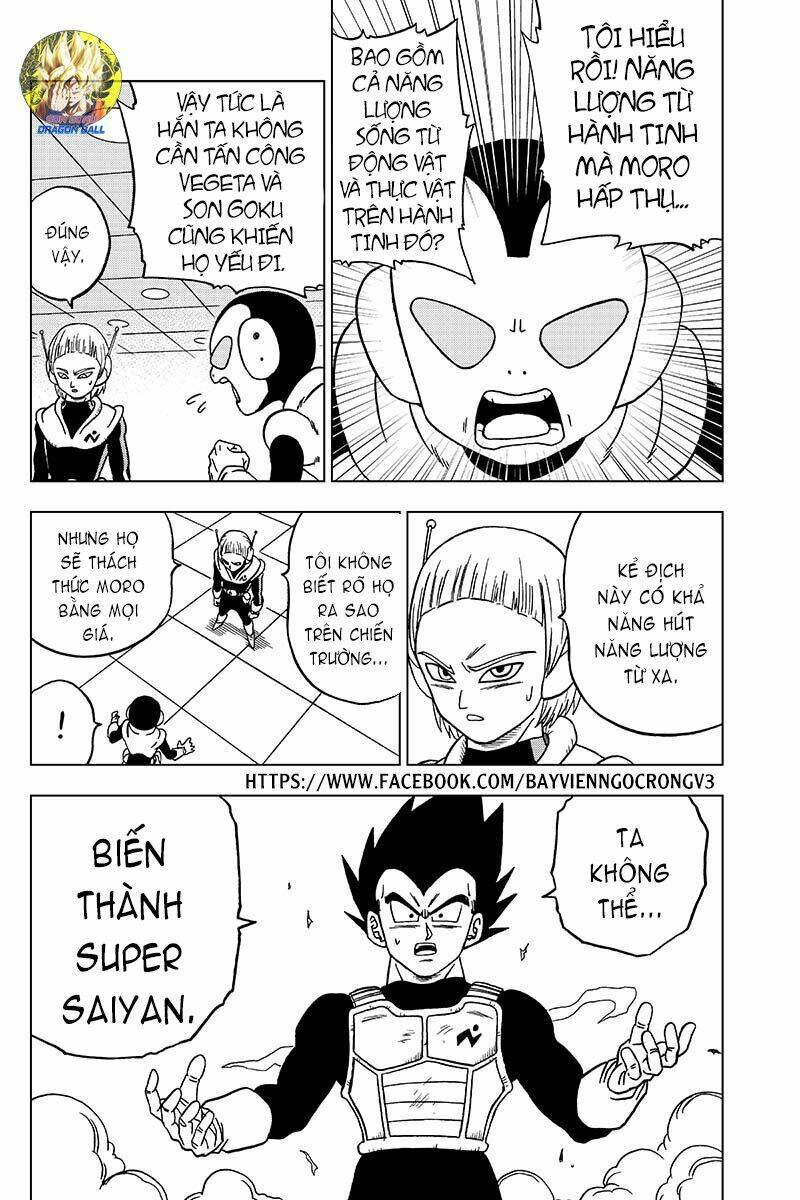 TÔI HIỂU
RỒI! NĂNG
LƯỢNG TỪ
HÀNH TINH
MÀ MORO
HẤP THỤ...
BAO GỒM
CẢ NĂNG
LƯỢNG
SỐNG TỪ
ĐỘNG VẬT
VÀ THỰC VẬT
TRÊN HÀNH
TINH ĐÓ?
VẬY TỨC LÀ
HẮN TA KHÔNG
CẦN TẤN CÔNG
VEGETA VÀ
SON GOKU
CŨNG KHIẾN
HỌ YẾU ĐI.
ĐÚNG
VẬY.
DRAGON BALL
KẺ ĐỊCH
NÀY CÓ KHẢ
NĂNG HÚT
NĂNG LƯỢNG
TỪ XA.
TÔI KHÔNG
BIẾT RÕ HỌ
RA SAO
TRÊN CHIẾN
TRƯỜNG...
NHƯNG HỌ
SẼ THÁCH
THỨC MORO
BẰNG MỌI
GIÁ.
!
HTTPS://WWW.FACEBOOK.COM/BAYVIENNGOCRONGV3
TA
KHÔNG
THỂ...
BIẾN
THÀNH
SUPER
SAIYAN.